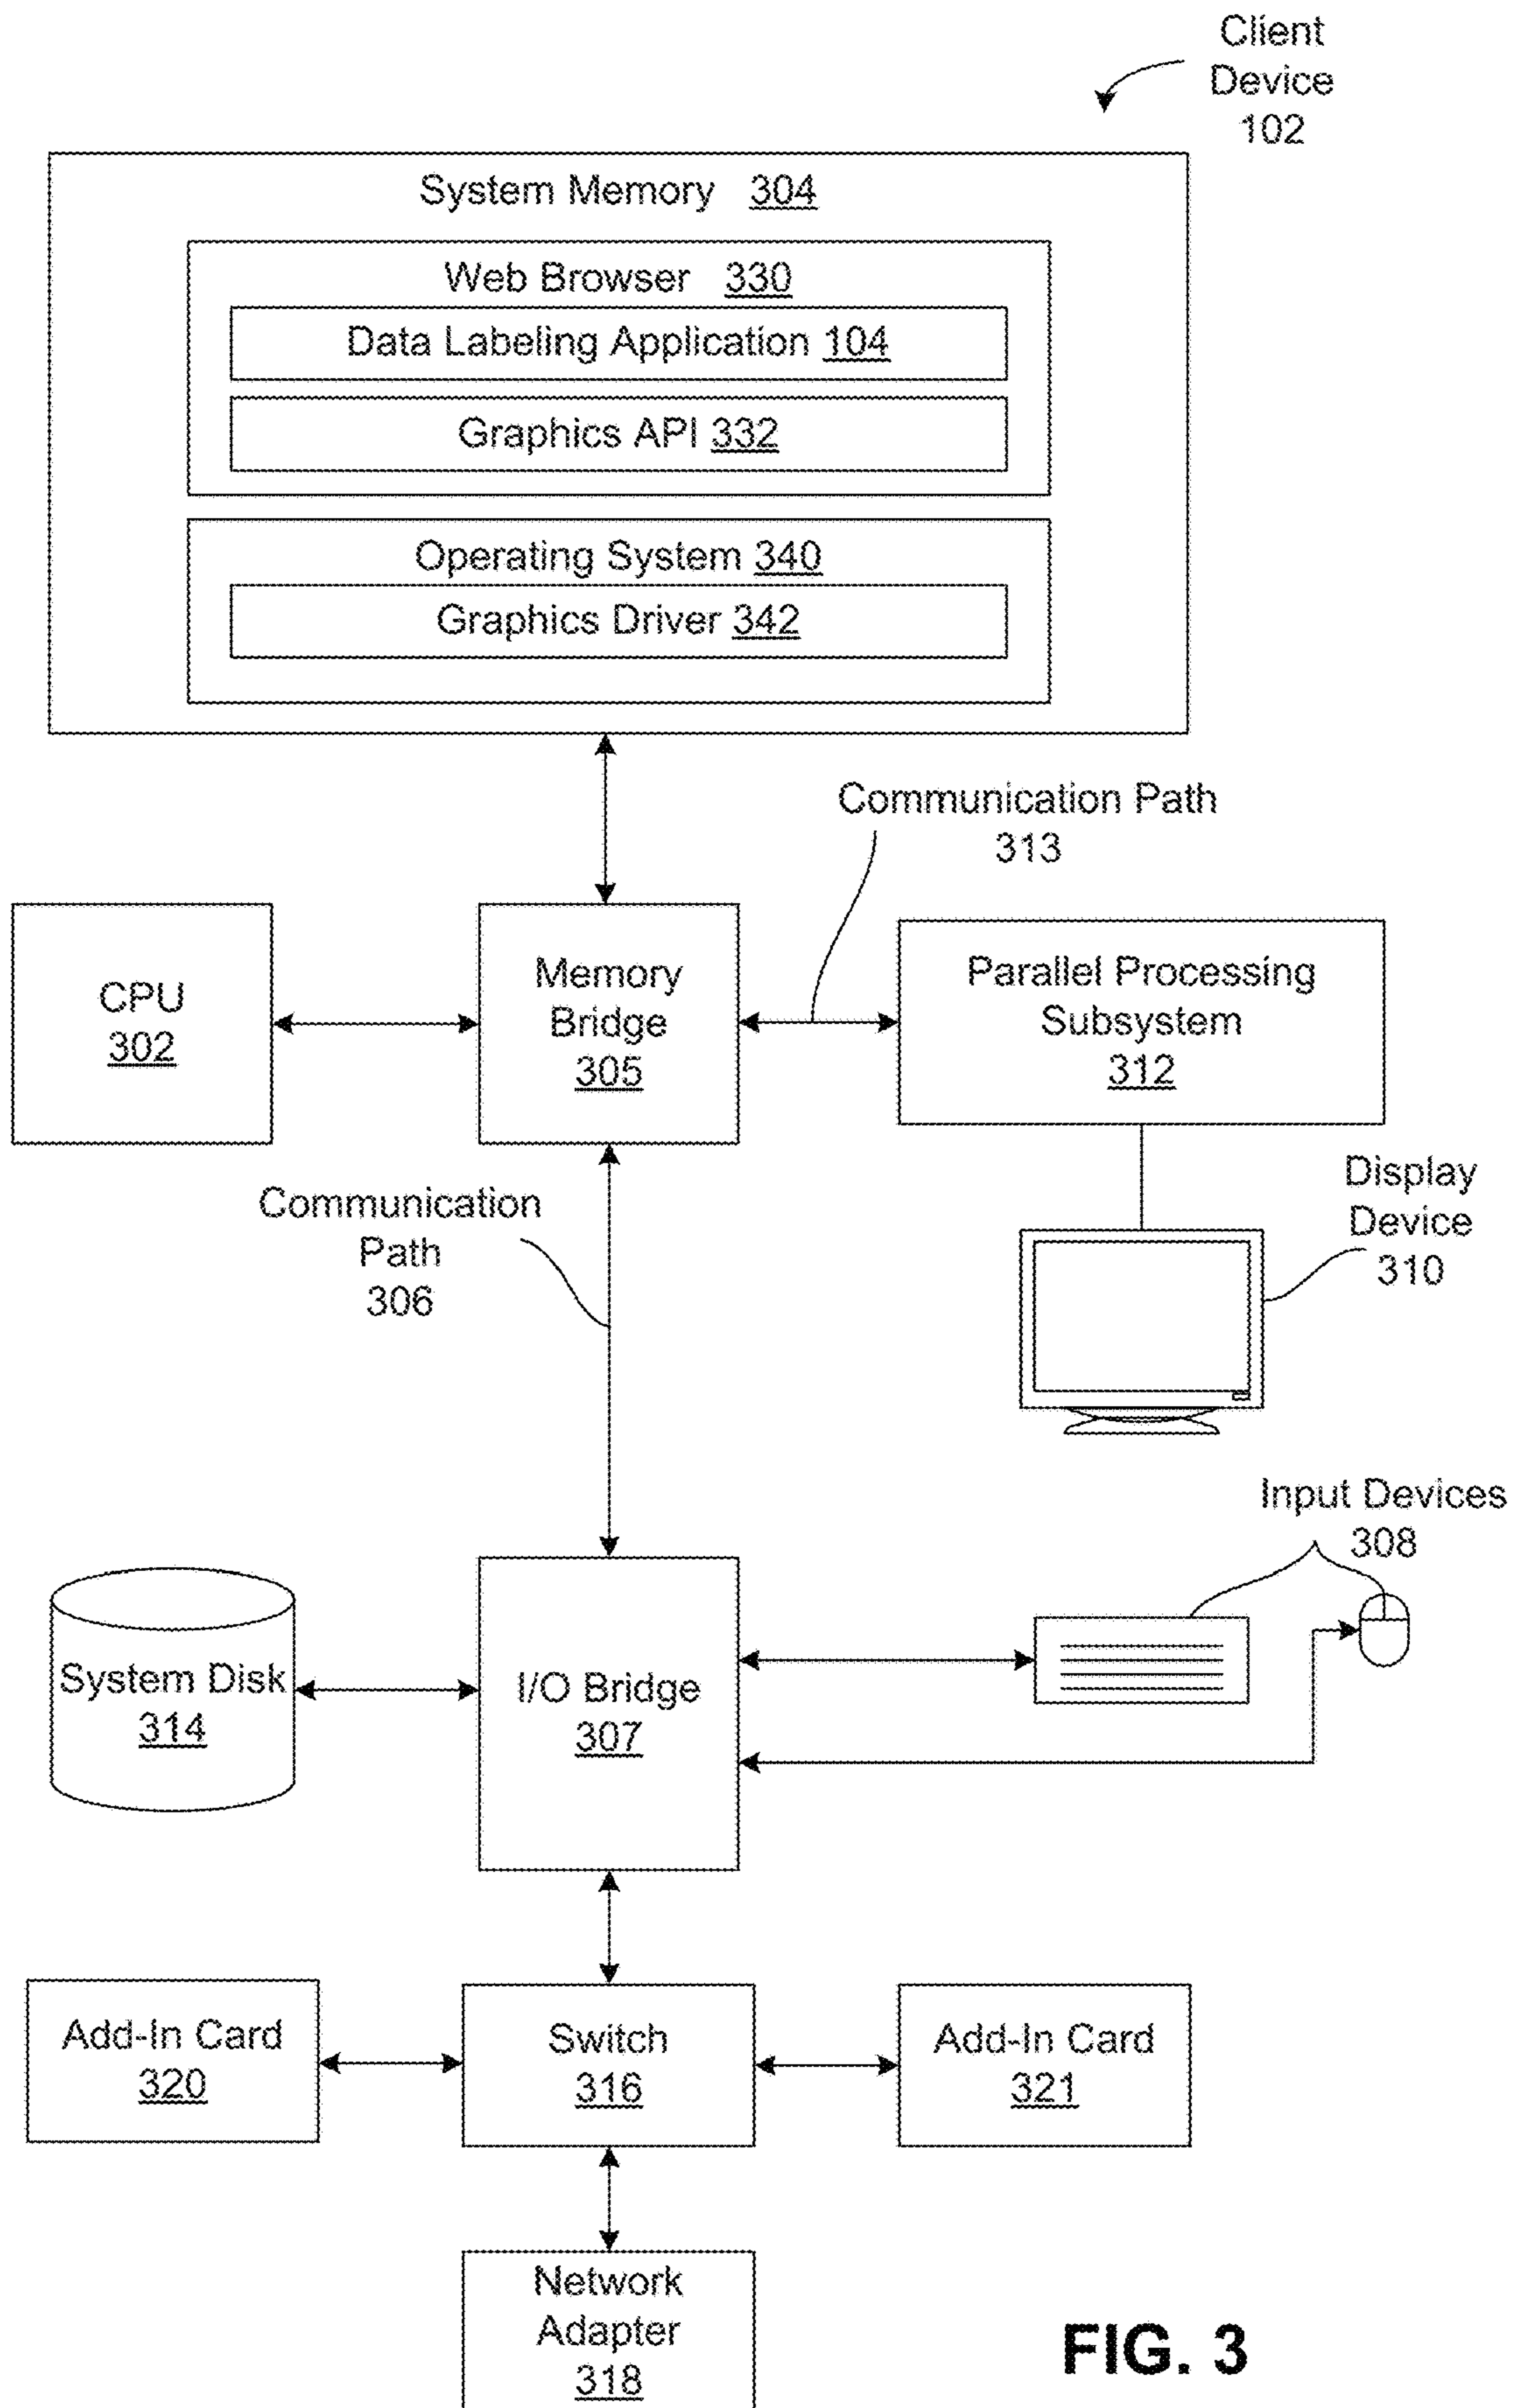 Client
Device
102
System Memory 304
Web Browser 330
Data Labeling Application 104
Graphics API 332
Operating System 340
Graphics Driver 342
Communication Path
313
CPU
302
Memory
Bridge
305
Parallel Processing
Subsystem
312
Communication
Path
306
Display
Device
310
Input Devices
308
System Disk
314
I/O Bridge
307
Add-In Card
320
Switch
316
Add-In Card
321
Network
Adapter
318
FIG. 3